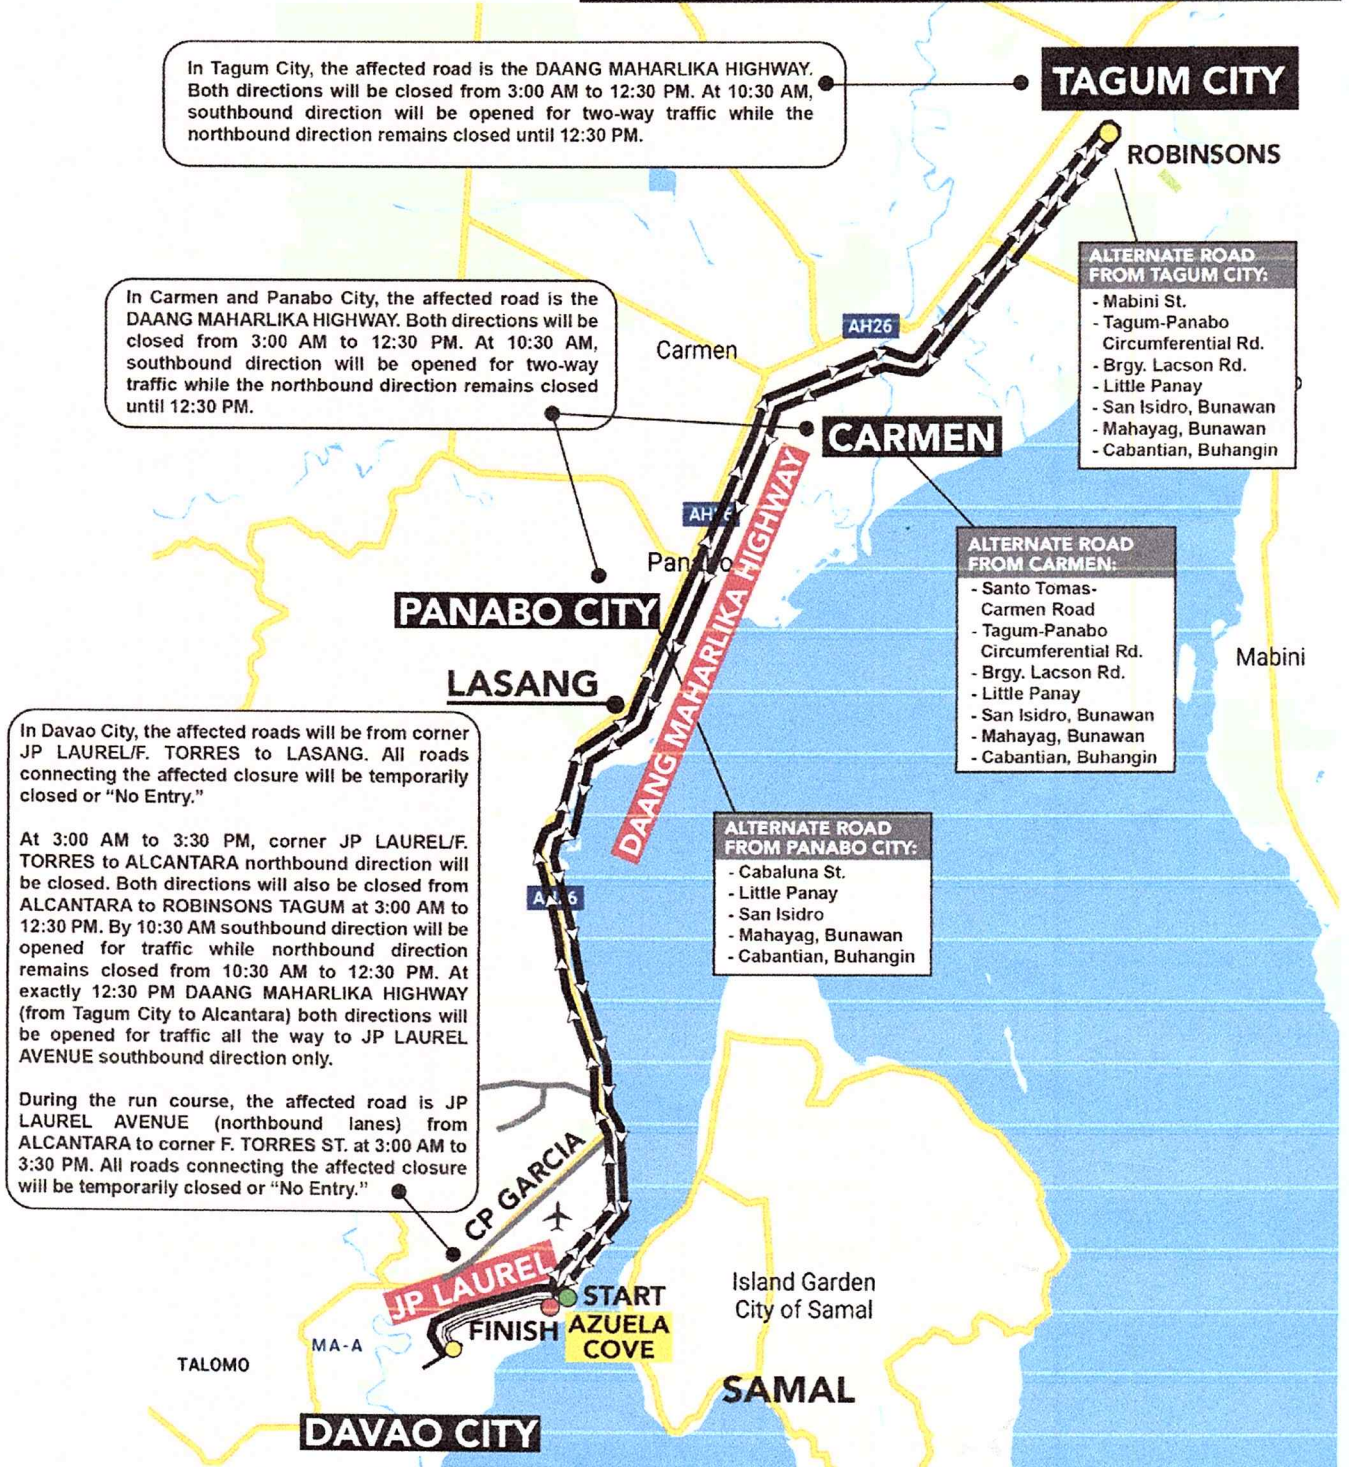 In Tagum City, the affected road is the DAANG MAHARLIKA HIGHWAY.
Both directions will be closed from 3:00 AM to 12:30 PM. At 10:30 AM,
southbound direction will be opened for two-way traffic while the
northbound direction remains closed until 12:30 PM.
TAGUM CITY
ROBINSONS
ALTERNATE ROAD
FROM TAGUM CITY:
- Mabini St.
- Tagum-Panabo
Circumferential Rd.
- Brgy. Lacson Rd.
- Little Panay
- San Isidro, Bunawan
- Mahayag, Bunawan
- Cabantian, Buhangin
In Carmen and Panabo City, the affected road is the
DAANG MAHARLIKA HIGHWAY. Both directions will be
closed from 3:00 AM to 12:30 PM. At 10:30 AM,
southbound direction will be opened for two-way
traffic while the northbound direction remains closed
until 12:30 PM.
AH26
Carmen
CARMEN
DAANG MAHARLIKA HIGHWAY
Panabo
PANABO CITY
ALTERNATE ROAD
FROM CARMEN:
- Santo Tomas-
Carmen Road
- Tagum-Panabo
Circumferential Rd.
- Brgy. Lacson Rd.
- Little Panay
- San Isidro, Bunawan
- Mahayag, Bunawan
- Cabantian, Buhangin
Mabini
LASANG
In Davao City, the affected roads will be from corner
JP LAUREL/F. TORRES to LASANG. All roads
connecting the affected closure will be temporarily
closed or “No Entry.”
At 3:00 AM to 3:30 PM, corner JP LAUREL/F.
TORRES to ALCANTARA northbound direction will
be closed. Both directions will also be closed from
ALCANTARA to ROBINSONS TAGUM at 3:00 AM to
12:30 PM. By 10:30 AM southbound direction will be
opened for traffic while northbound direction
remains closed from 10:30 AM to 12:30 PM. At
exactly 12:30 PM DAANG MAHARLIKA HIGHWAY
(from Tagum City to Alcantara) both directions will
be opened for traffic all the way to JP LAUREL
AVENUE southbound direction only.
During the run course, the affected road is JP
LAUREL AVENUE (northbound lanes) from
ALCANTARA to corner F. TORRES ST. at 3:00 AM to
3:30 PM. All roads connecting the affected closure
will be temporarily closed or “No Entry.”
ALTERNATE ROAD
FROM PANABO CITY:
- Cabaluna St.
- Little Panay
- San Isidro
- Mahayag, Bunawan
- Cabantian, Buhangin
CP GARCIA
JP LAUREL
START
FINISH
AZUELA
COVE
Island Garden
City of Samal
SAMAL
MA-A
TALOMO
DAVAO CITY